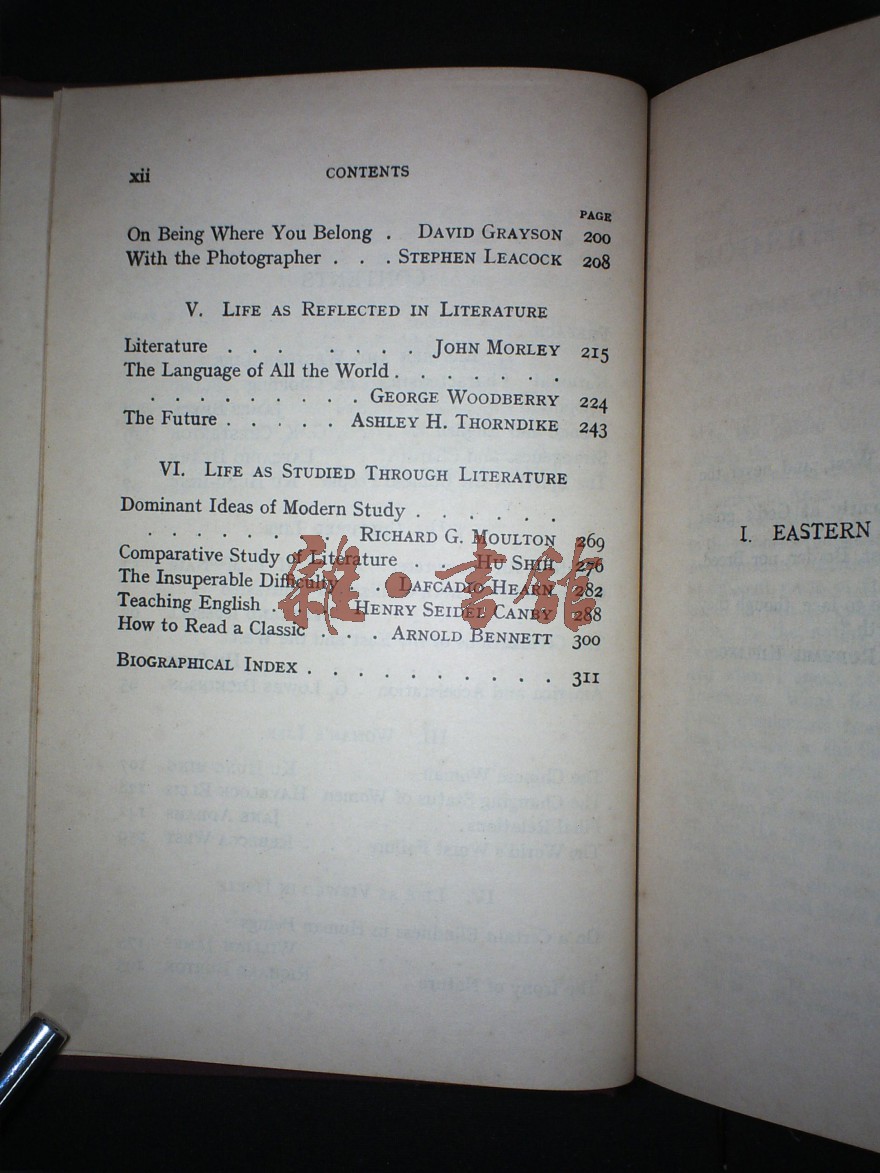 xii CONTENTS
PAGE
On Being Where You Belong . DAVID GRAYSON 200
With the Photographer . . . STEPHEN LEACOCK 208
V. LIFE AS REFLECTED IN LITERATURE
Literature . . . . . . . JOHN MORLEY 215
The Language of All the World . . . . . . .
. . . . . . . . . GEORGE WOODBERRY 224
The Future . . . . . ASHLEY H. THORNDIKE 243
VI. LIFE AS STUDIED THROUGH LITERATURE
Dominant Ideas of Modern Study . . . . . .
. . . . . . . . RICHARD G. MOULTON 269
Comparative Study of Literature . . HU SHIH 276
The Insuperable Difficulty . . LAFCADIO HEARN 282
Teaching English . . . HENRY SEIDEL CANBY 288
How to Read a Classic . . . ARNOLD BENNETT 300
BIOGRAPHICAL INDEX . . . . . . . . . . 311
雜·書館
I. EASTERN